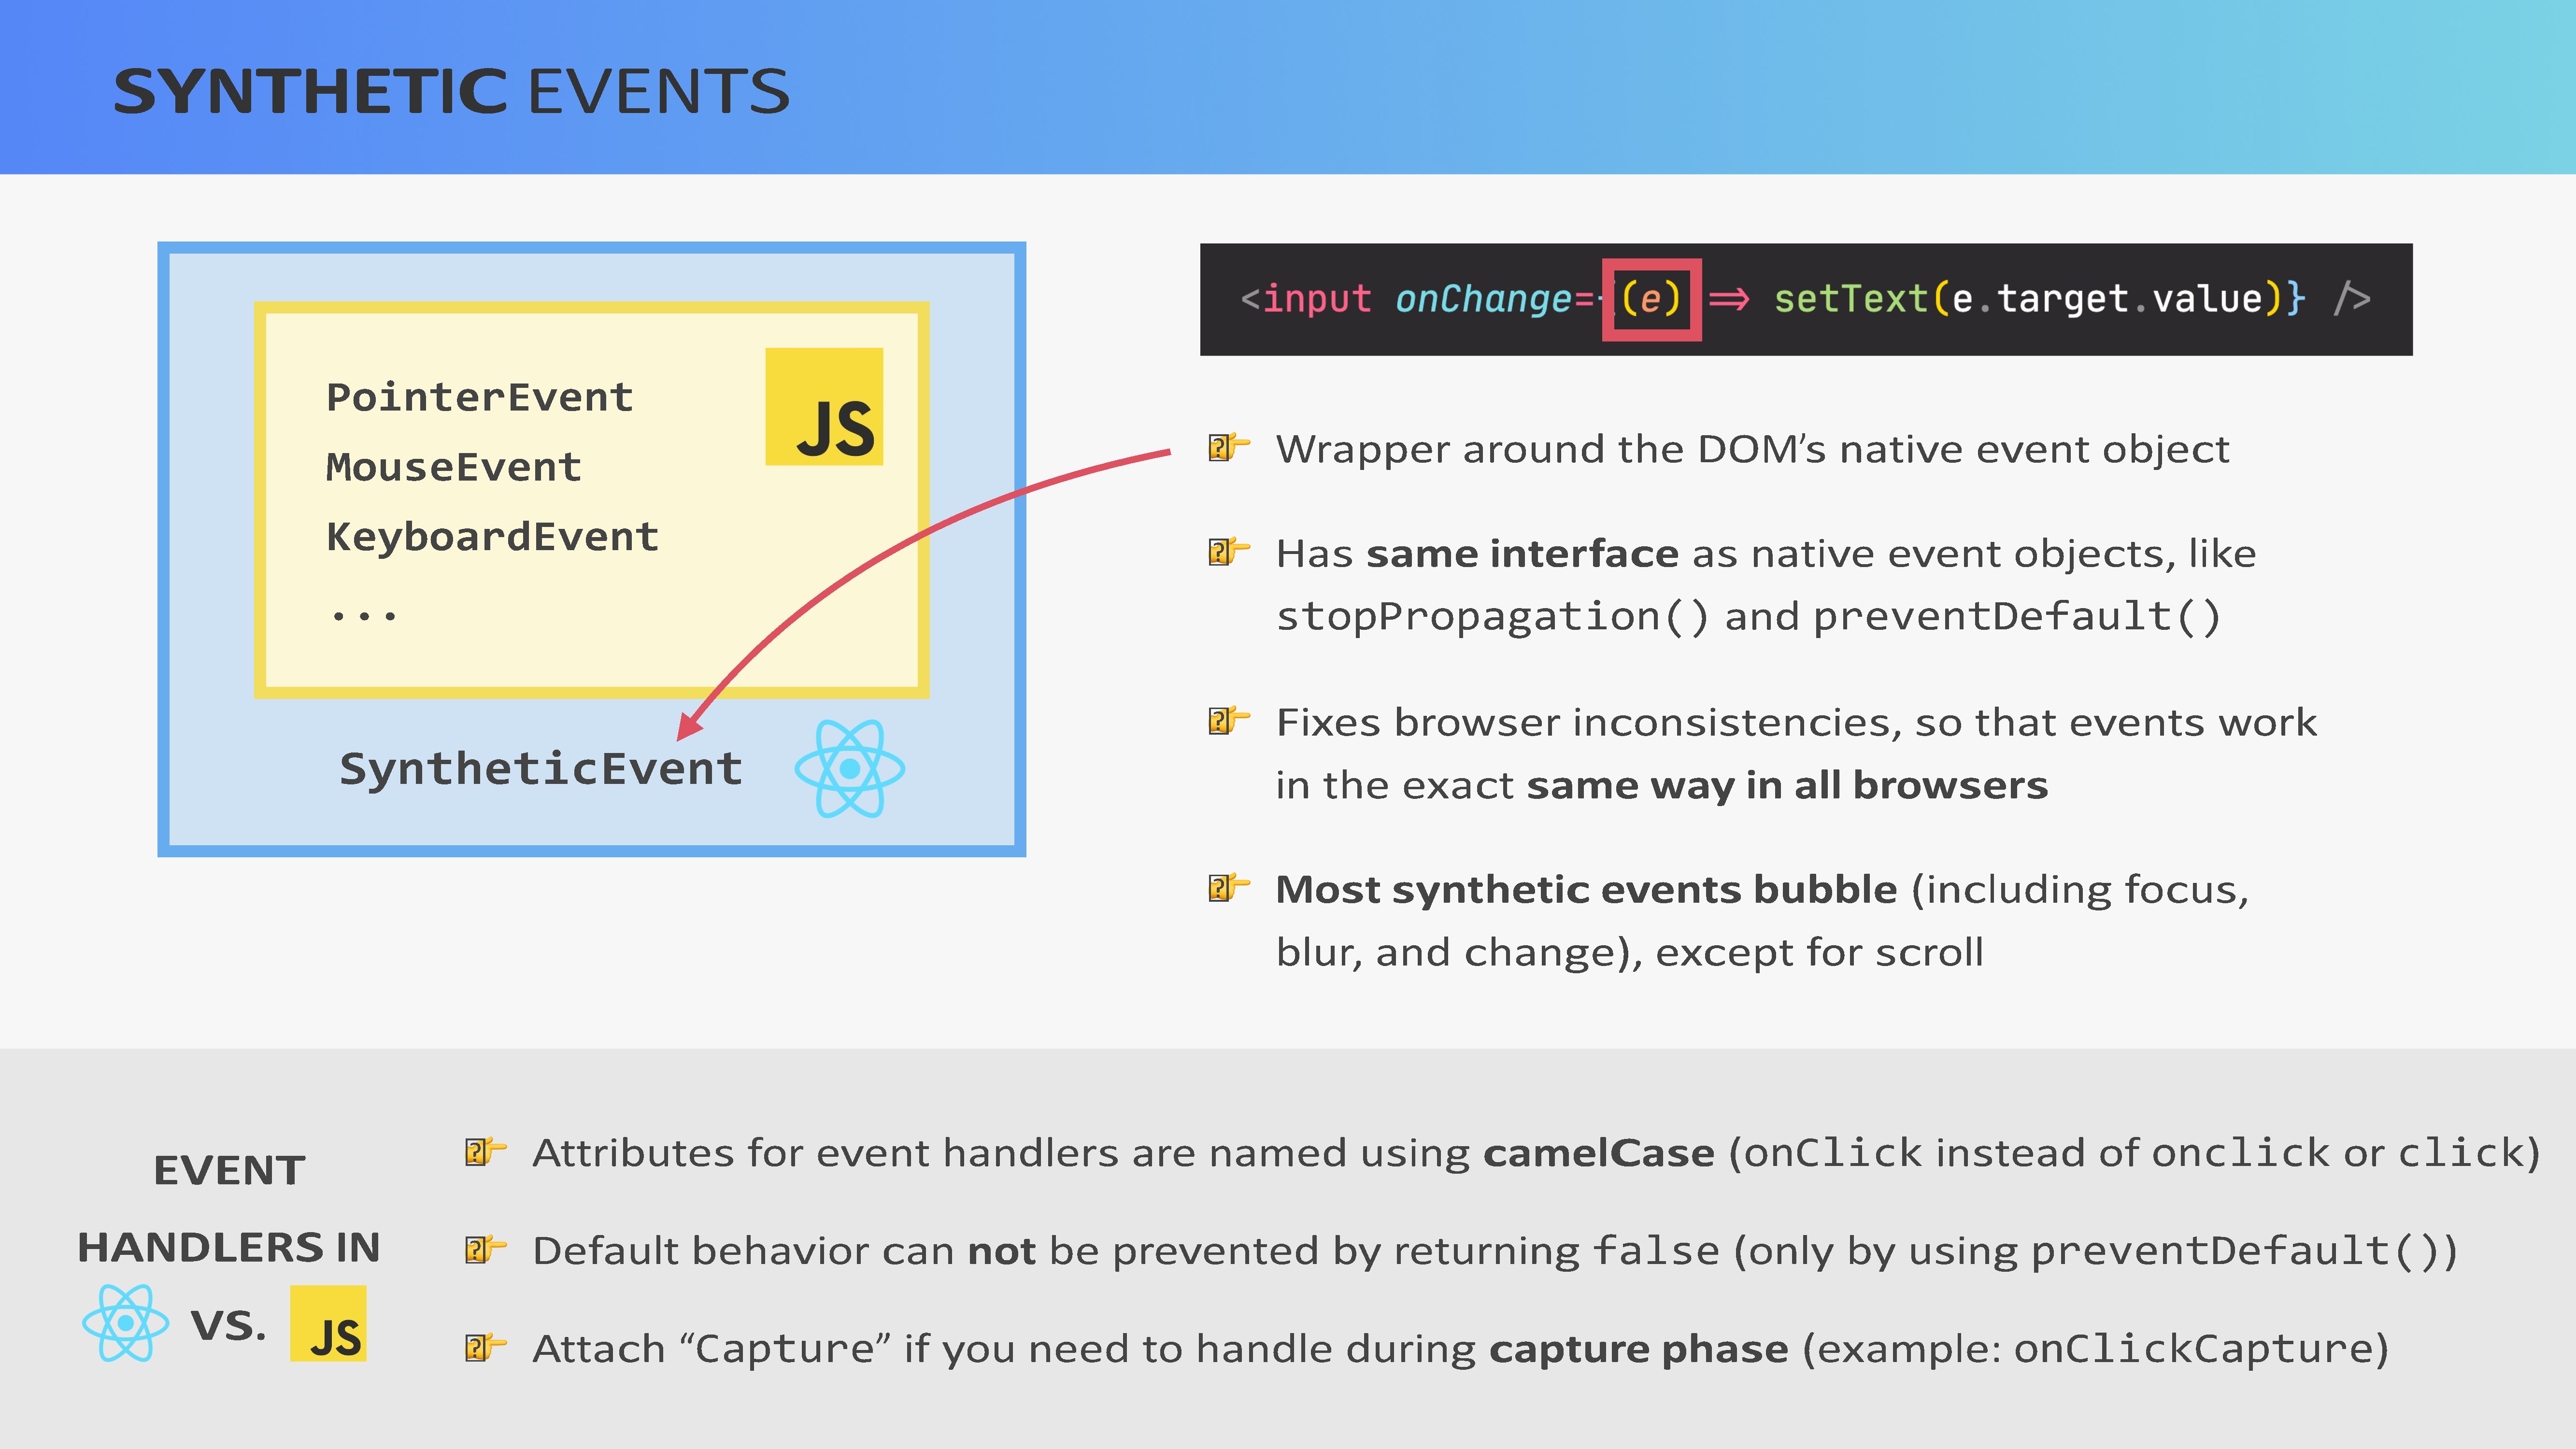 SYNTHETIC EVENTS
PointerEvent
MouseEvent
KeyboardEvent
...
JS
SyntheticEvent
<input onChange={(e) => setText(e.target.value)} />
👉 Wrapper around the DOM’s native event object
👉 Has same interface as native event objects, like
stopPropagation() and preventDefault()
👉 Fixes browser inconsistencies, so that events work
in the exact same way in all browsers
👉 Most synthetic events bubble (including focus,
blur, and change), except for scroll
EVENT
HANDLERS IN
VS. JS
👉 Attributes for event handlers are named using camelCase (onClick instead of onclick or click)
👉 Default behavior can not be prevented by returning false (only by using preventDefault())
👉 Attach “Capture” if you need to handle during capture phase (example: onClickCapture)